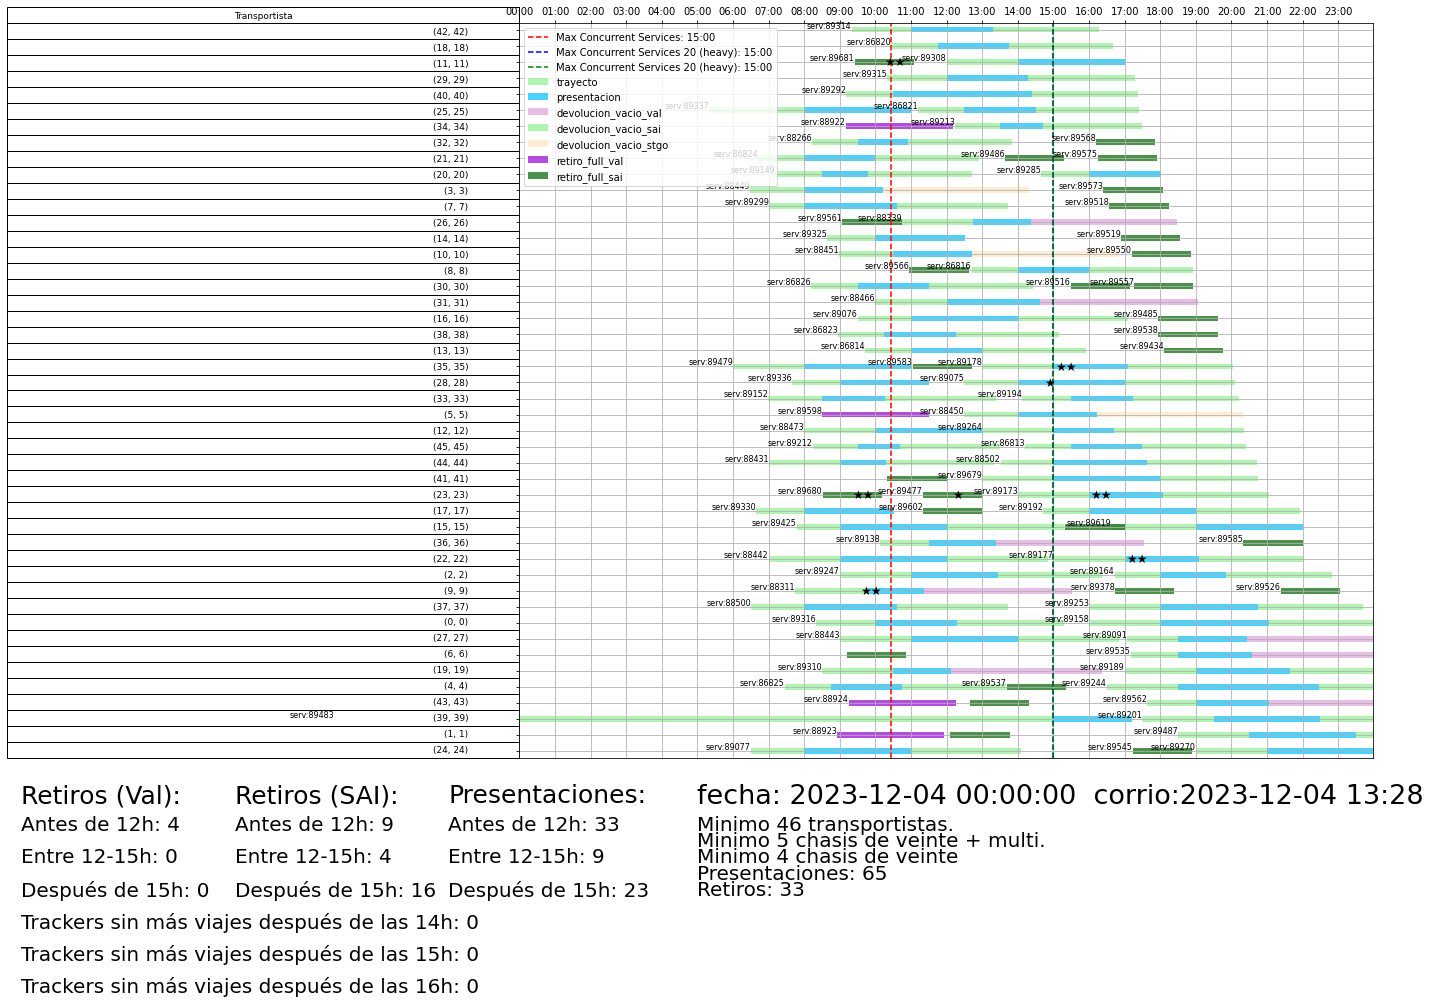 Transportista
00:00 01:00 02:00 03:00 04:00 05:00 06:00 07:00 08:00 09:00 10:00 11:00 12:00 13:00 14:00 15:00 16:00 17:00 18:00 19:00 20:00 21:00 22:00 23:00
Max Concurrent Services: 15:00
Max Concurrent Services 20 (heavy): 15:00
Max Concurrent Services 20 (heavy): 15:00
trayecto
presentacion
devolucion_vacio_val
devolucion_vacio_sai
devolucion_vacio_stgo
retiro_full_val
retiro_full_sai
(42, 42) serv:89314
(18, 18) serv:86820
(11, 11) serv:89681 serv:89308
(29, 29) serv:89315
(40, 40) serv:89292
(25, 25) serv:89337 serv:86821
(34, 34) serv:88922 serv:89213
(32, 32) serv:88266 serv:89568
(21, 21) serv:86824 serv:89486 serv:89575
(20, 20) serv:89149 serv:89285
(3, 3) serv:88449 serv:89573
(7, 7) serv:89299 serv:89518
(26, 26) serv:89561 serv:88339
(14, 14) serv:89325 serv:89519
(10, 10) serv:88451 serv:89550
(8, 8) serv:89566 serv:86816
(30, 30) serv:86826 serv:89516 serv:89557
(31, 31) serv:88466
(16, 16) serv:89076 serv:89485
(38, 38) serv:86823 serv:89538
(13, 13) serv:86814 serv:89434
(35, 35) serv:89479 serv:89583 serv:89178
(28, 28) serv:89336 serv:89075
(33, 33) serv:89152 serv:89194
(5, 5) serv:89598 serv:88450
(12, 12) serv:88473 serv:89264
(45, 45) serv:89212 serv:86813
(44, 44) serv:88431 serv:88502
(41, 41) serv:89679
(23, 23) serv:89680 serv:89477 serv:89173
(17, 17) serv:89330 serv:89602 serv:89192
(15, 15) serv:89425 serv:89619
(36, 36) serv:89138 serv:89585
(22, 22) serv:88442 serv:89177
(2, 2) serv:89247 serv:89164
(9, 9) serv:88311 serv:89378 serv:89526
(37, 37) serv:88500 serv:89253
(0, 0) serv:89316 serv:89158
(27, 27) serv:88443 serv:89091
(6, 6) serv:89535
(19, 19) serv:89310 serv:89189
(4, 4) serv:86825 serv:89537 serv:89244
(43, 43) serv:88924 serv:89562
(39, 39) serv:89483 serv:89201
(1, 1) serv:88923 serv:89487
(24, 24) serv:89077 serv:89545 serv:89270
Retiros (Val):
Antes de 12h: 4
Entre 12-15h: 0
Después de 15h: 0
Retiros (SAI):
Antes de 12h: 9
Entre 12-15h: 4
Después de 15h: 16
Presentaciones:
Antes de 12h: 33
Entre 12-15h: 9
Después de 15h: 23
fecha: 2023-12-04 00:00:00 corrio:2023-12-04 13:28
Minimo 46 transportistas.
Minimo 5 chasis de veinte + multi.
Minimo 4 chasis de veinte
Presentaciones: 65
Retiros: 33
Trackers sin más viajes después de las 14h: 0
Trackers sin más viajes después de las 15h: 0
Trackers sin más viajes después de las 16h: 0